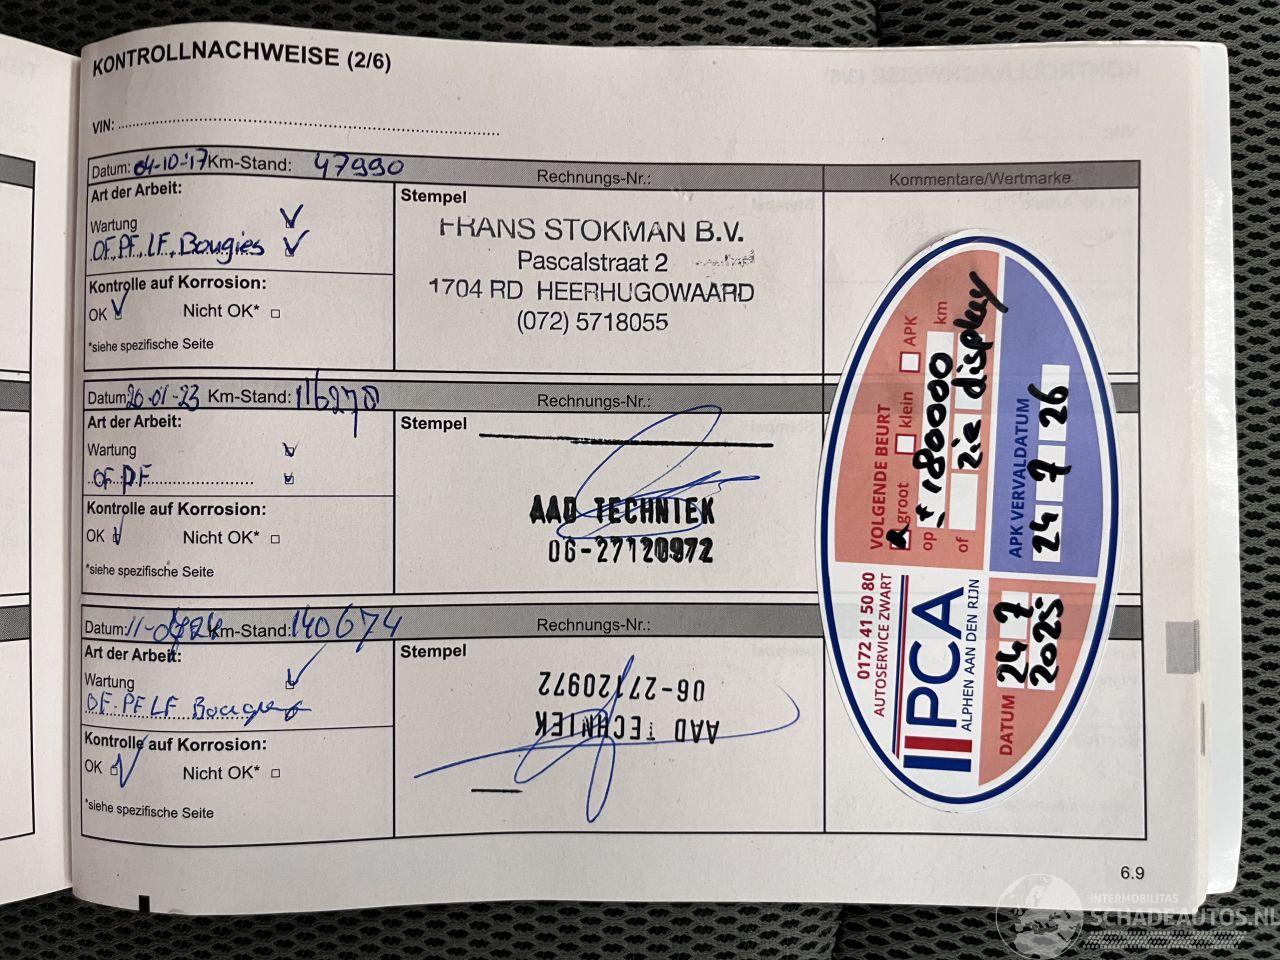 KONTROLLNACHWEISE (2/6)
VIN:
Datum: 04-10-'17 Km-Stand: 47990 Rechnungs-Nr.: Kommentare/Wertmarke
Art der Arbeit:
Stempel
Wartung
OF, PF, LF, Bougies
Kontrolle auf Korrosion:
OK Nicht OK*
*siehe spezifische Seite
FRANS STOKMAN B.V.
Pascalstraat 2
1704 RD HEERHUGOWAARD
(072) 5718055
Datum: 26-01-23 Km-Stand: 116270 Rechnungs-Nr.:
Art der Arbeit:
Stempel
Wartung
OF PF
Kontrolle auf Korrosion:
OK Nicht OK*
*siehe spezifische Seite
AAD TECHNIEK
06-27120972
Datum: Km-Stand: 140674 Rechnungs-Nr.:
Art der Arbeit:
Stempel
Wartung
OF. PF LF Bougies
Kontrolle auf Korrosion:
OK Nicht OK*
*siehe spezifische Seite
AAD TECHNIEK
06-27120972
VOLGENDE BEURT
groot klein APK
op ± 180000 km
of zie display
APK VERVALDATUM
24 7 26
0172 41 50 80
AUTOSERVICE ZWART
PCA
ALPHEN AAN DEN RIJN
DATUM
24 7
2025
6.9
INTERMOBILITAS
SCHADEAUTOS.NL